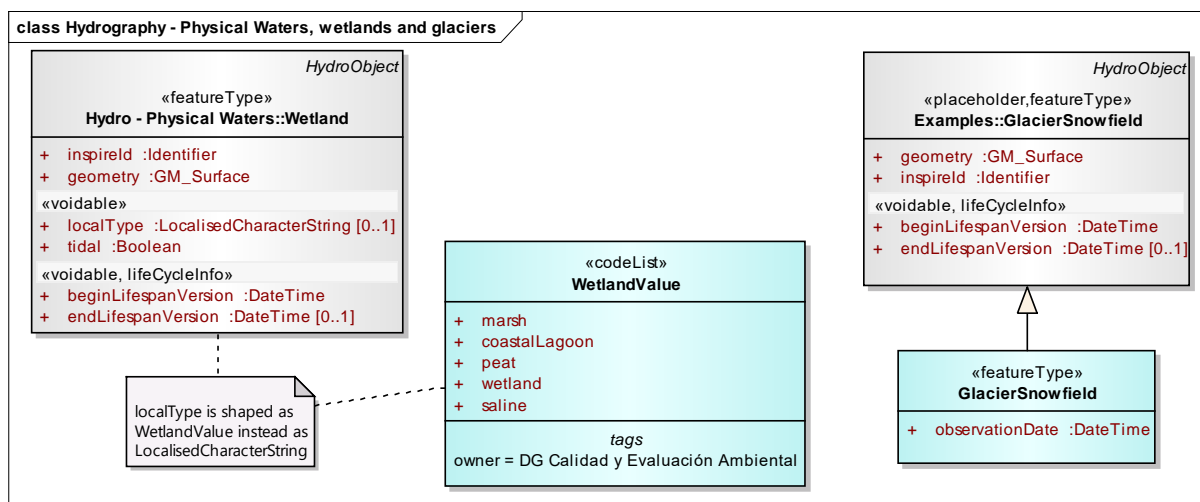 class Hydrography - Physical Waters, wetlands and glaciers
HydroObject
«featureType»
Hydro - Physical Waters::Wetland
+ inspireId :Identifier
+ geometry :GM_Surface
«voidable»
+ localType :LocalisedCharacterString [0..1]
+ tidal :Boolean
«voidable, lifeCycleInfo»
+ beginLifespanVersion :DateTime
+ endLifespanVersion :DateTime [0..1]
localType is shaped as
WetlandValue instead as
LocalisedCharacterString
«codeList»
WetlandValue
+ marsh
+ coastalLagoon
+ peat
+ wetland
+ saline
tags
owner = DG Calidad y Evaluación Ambiental
HydroObject
«placeholder,featureType»
Examples::GlacierSnowfield
+ geometry :GM_Surface
+ inspireId :Identifier
«voidable, lifeCycleInfo»
+ beginLifespanVersion :DateTime
+ endLifespanVersion :DateTime [0..1]
«featureType»
GlacierSnowfield
+ observationDate :DateTime